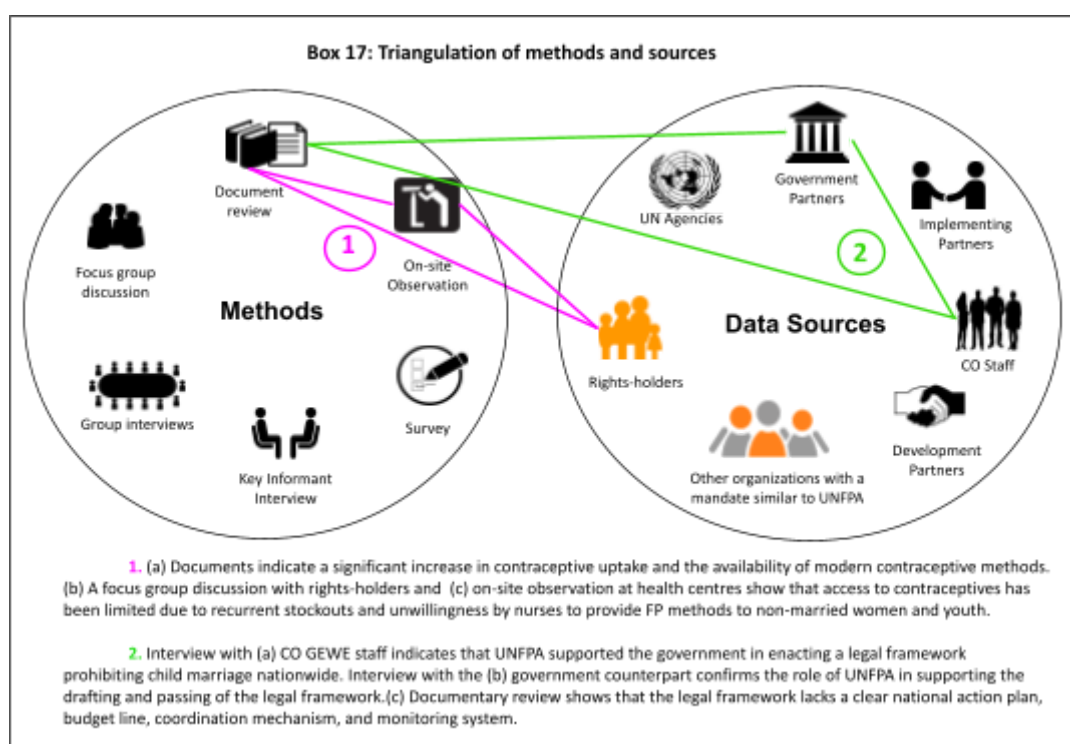 Box 17: Triangulation of methods and sources
Document
review
Focus group
discussion
1
On-site
Observation
Methods
Group interviews
Survey
Key Informant
Interview
UN Agencies
Government
Partners
Implementing
Partners
2
Data Sources
Rights-holders
CO Staff
Development
Partners
Other organizations with a
mandate similar to UNFPA
1. (a) Documents indicate a significant increase in contraceptive uptake and the availability of modern contraceptive methods.
(b) A focus group discussion with rights-holders and (c) on-site observation at health centres show that access to contraceptives has
been limited due to recurrent stockouts and unwillingness by nurses to provide FP methods to non-married women and youth.
2. Interview with (a) CO GEWE staff indicates that UNFPA supported the government in enacting a legal framework
prohibiting child marriage nationwide. Interview with the (b) government counterpart confirms the role of UNFPA in supporting the
drafting and passing of the legal framework.(c) Documentary review shows that the legal framework lacks a clear national action plan,
budget line, coordination mechanism, and monitoring system.